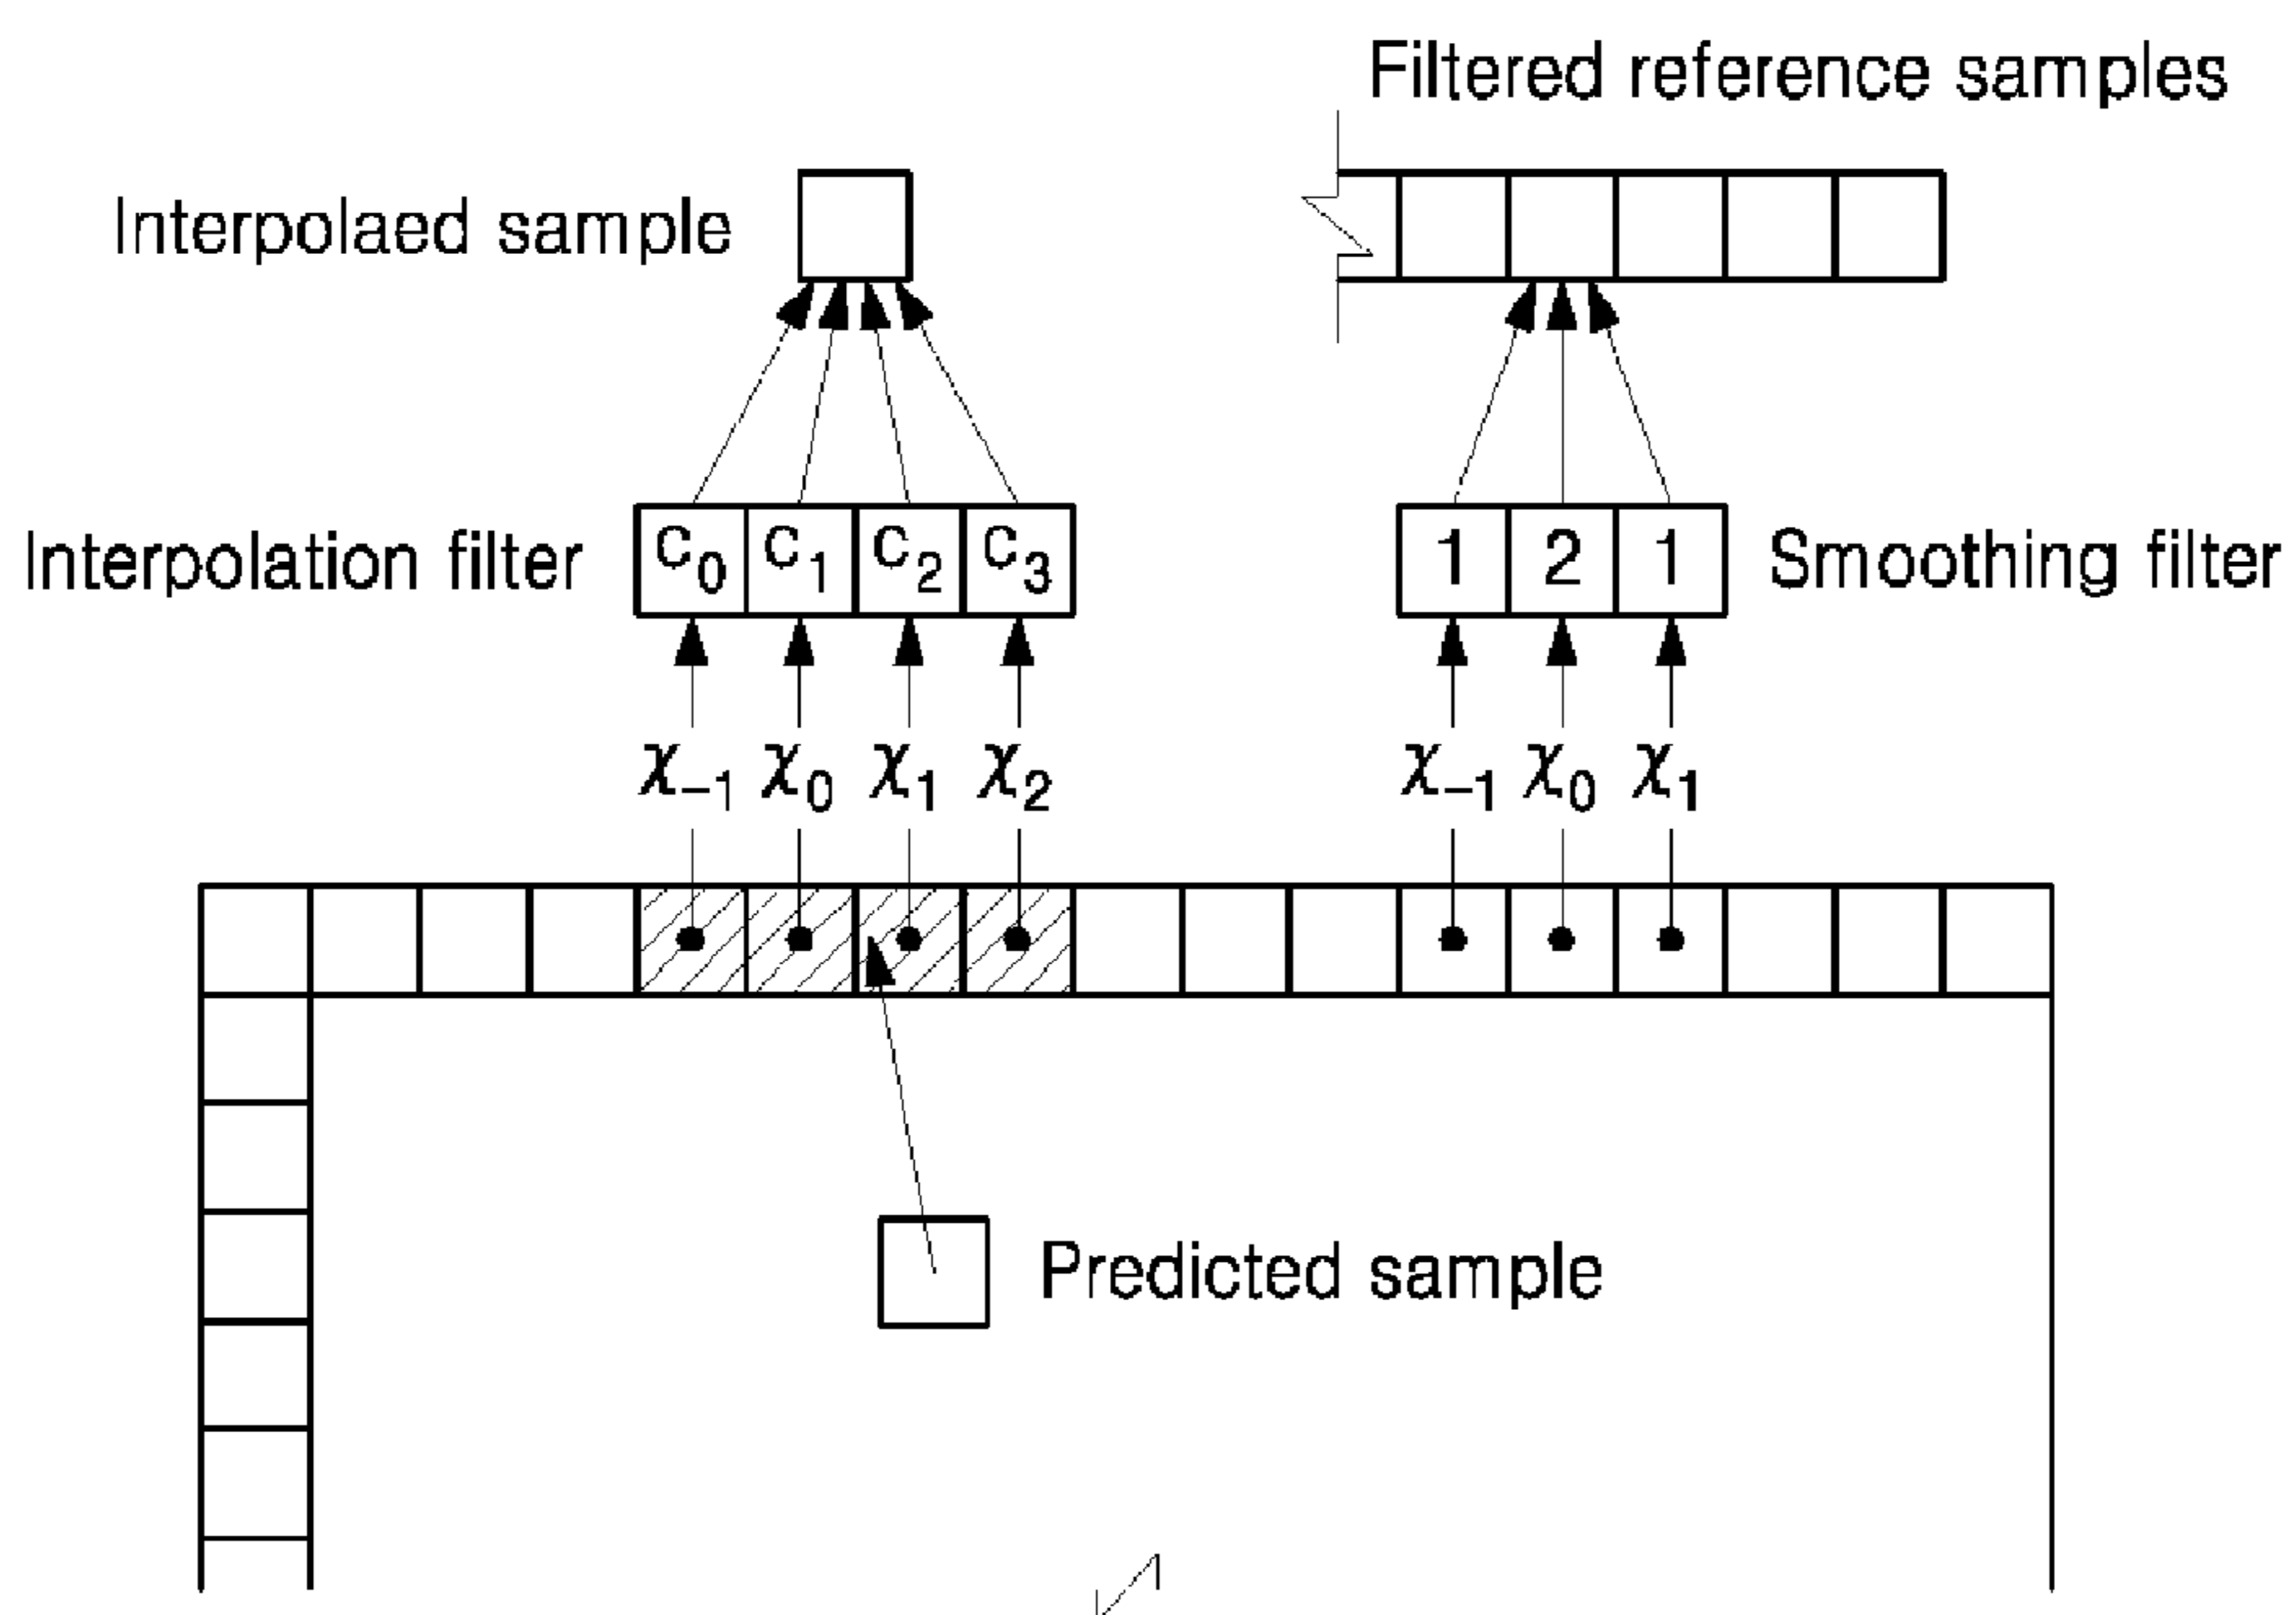 Filtered reference samples
Interpolaed sample
Interpolation filter
C₀ C₁ C₂ C₃
1 2 1
Smoothing filter
χ₋₁ χ₀ χ₁ χ₂
χ₋₁ χ₀ χ₁
Predicted sample